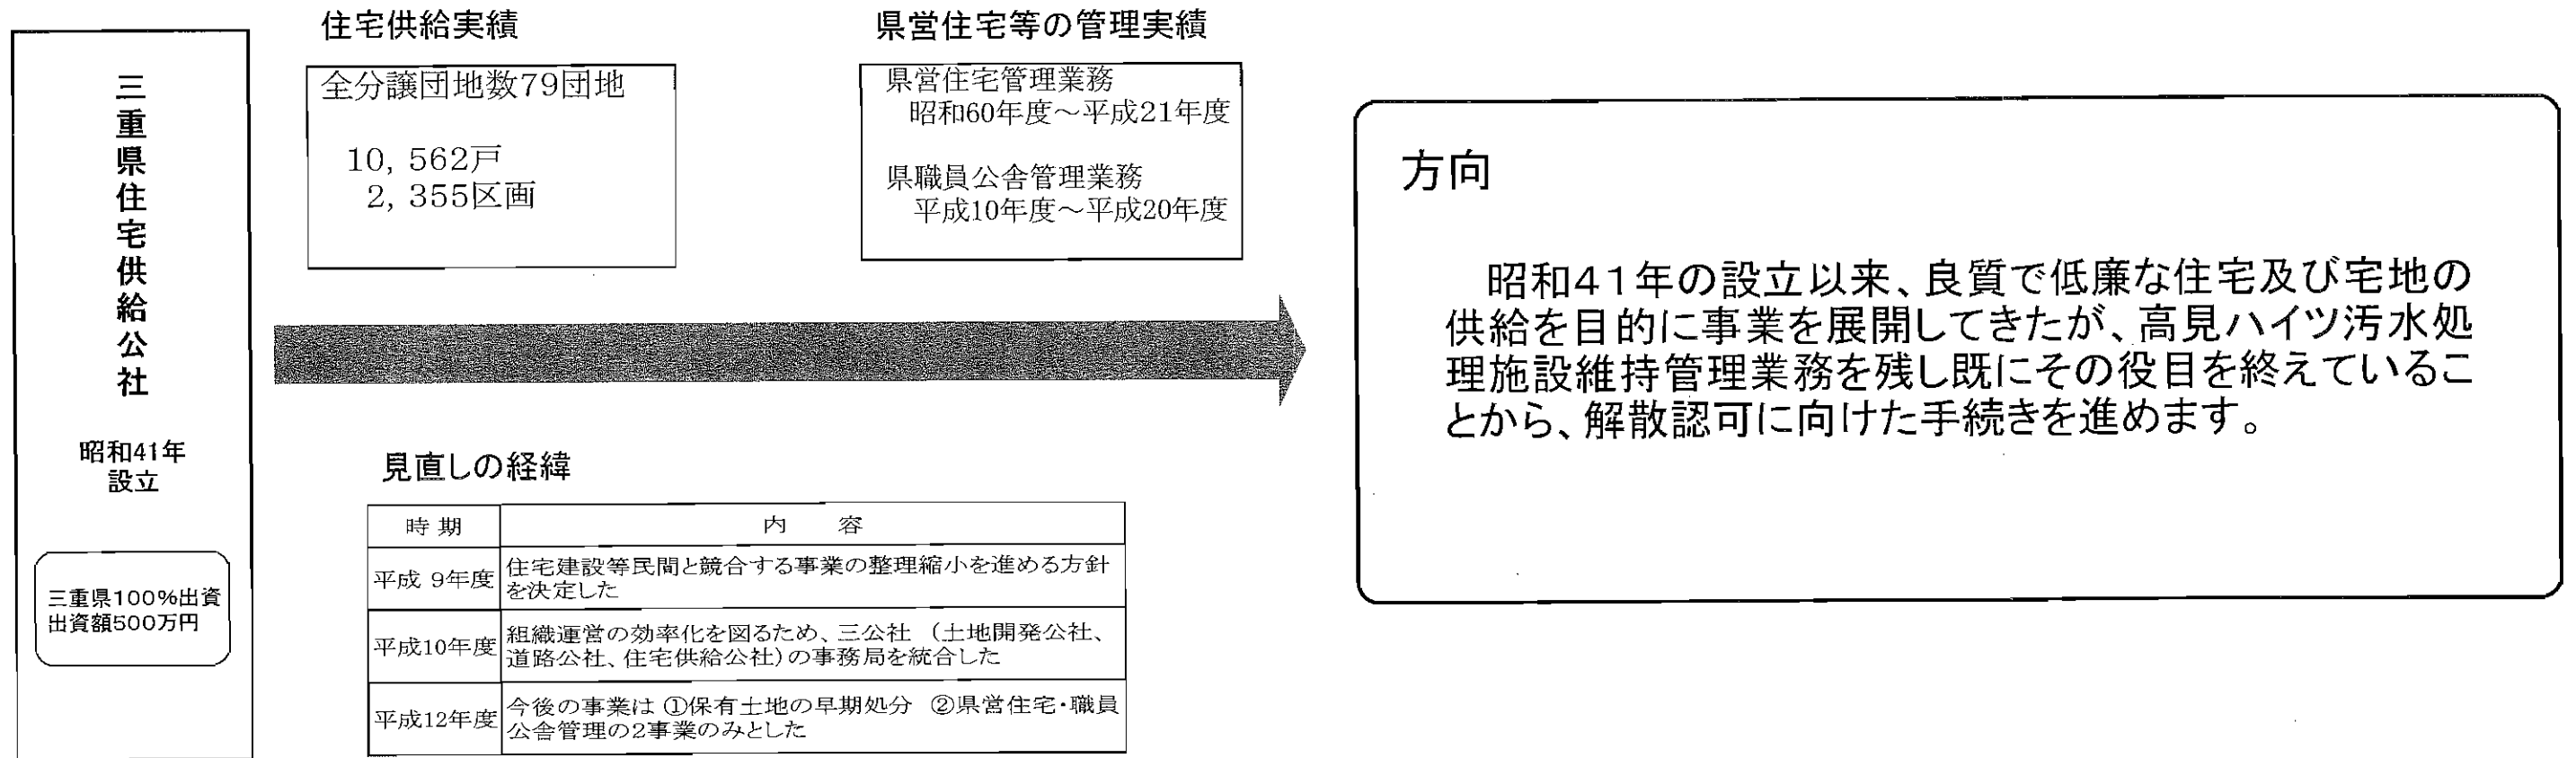 三重県住宅供給公社
昭和41年
設立
三重県100%出資
出資額500万円
住宅供給実績
全分譲団地数79団地
10, 562戸
2, 355区画
県営住宅等の管理実績
県営住宅管理業務
昭和60年度～平成21年度
県職員公舎管理業務
平成10年度～平成20年度
見直しの経緯
時 期 内 容
平成 9年度 住宅建設等民間と競合する事業の整理縮小を進める方針
を決定した
平成10年度 組織運営の効率化を図るため、三公社 （土地開発公社、
道路公社、住宅供給公社）の事務局を統合した
平成12年度 今後の事業は ①保有土地の早期処分 ②県営住宅・職員
公舎管理の2事業のみとした
方向
昭和41年の設立以来、良質で低廉な住宅及び宅地の
供給を目的に事業を展開してきたが、高見ハイツ汚水処
理施設維持管理業務を残し既にその役目を終えているこ
とから、解散認可に向けた手続きを進めます。